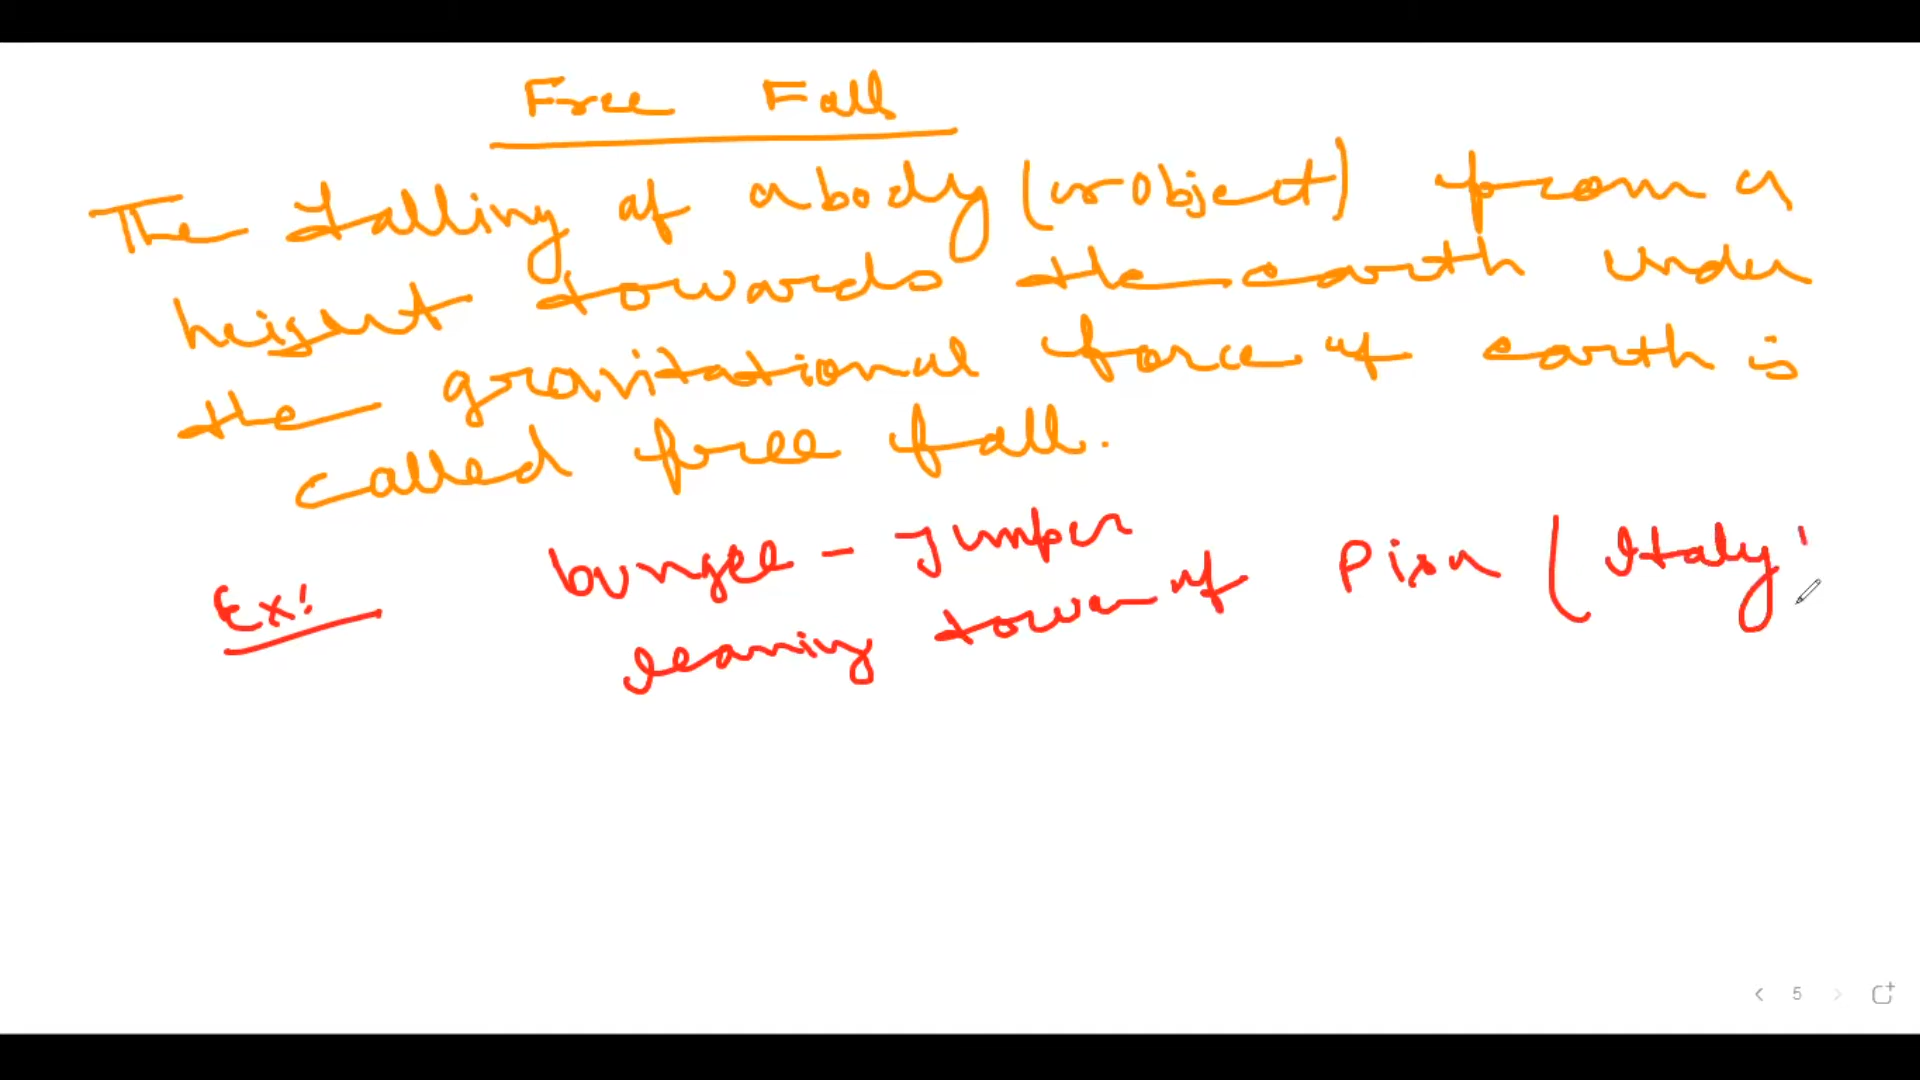 Free Fall
The falling of a body (or object) from a
height towards the earth under
the gravitational force of earth is
called free fall.
Ex: bungee - Jumper
leaning tower of Pisa (Italy
5